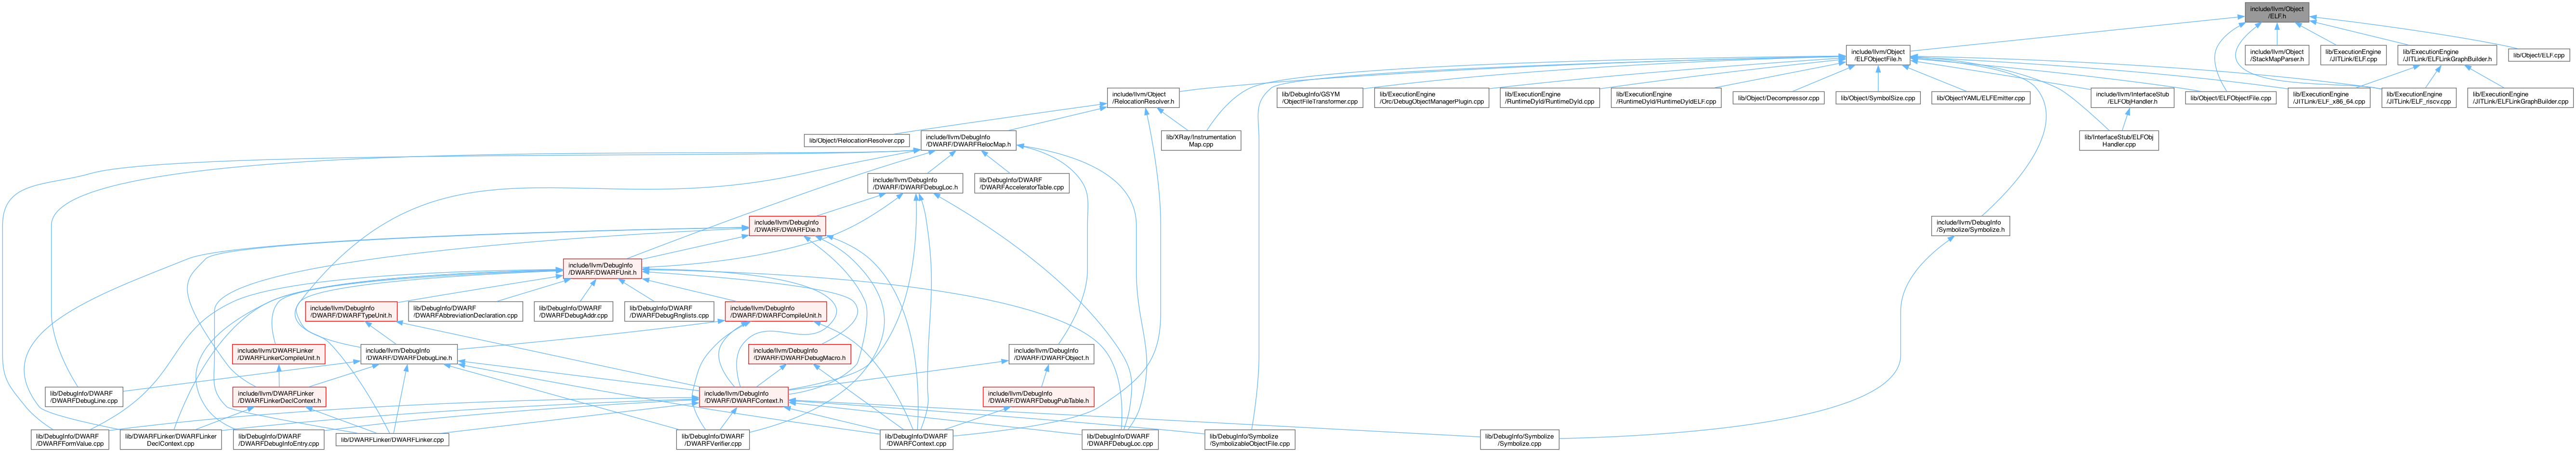 include/llvm/Object
/ELF.h
include/llvm/Object
/ELFObjectFile.h
include/llvm/Object
/StackMapParser.h
lib/ExecutionEngine
/JITLink/ELF.cpp
lib/ExecutionEngine
/JITLink/ELFLinkGraphBuilder.h
lib/Object/ELF.cpp
include/llvm/Object
/RelocationResolver.h
lib/DebugInfo/GSYM
/ObjectFileTransformer.cpp
lib/ExecutionEngine
/Orc/DebugObjectManagerPlugin.cpp
lib/ExecutionEngine
/RuntimeDyld/RuntimeDyld.cpp
lib/ExecutionEngine
/RuntimeDyld/RuntimeDyldELF.cpp
lib/Object/Decompressor.cpp
lib/Object/SymbolSize.cpp
lib/ObjectYAML/ELFEmitter.cpp
include/llvm/InterfaceStub
/ELFObjHandler.h
lib/Object/ELFObjectFile.cpp
lib/ExecutionEngine
/JITLink/ELF_x86_64.cpp
lib/ExecutionEngine
/JITLink/ELF_riscv.cpp
lib/ExecutionEngine
/JITLink/ELFLinkGraphBuilder.cpp
lib/Object/RelocationResolver.cpp
include/llvm/DebugInfo
/DWARF/DWARFRelocMap.h
lib/XRay/Instrumentation
Map.cpp
lib/InterfaceStub/ELFObj
Handler.cpp
include/llvm/DebugInfo
/DWARF/DWARFDebugLoc.h
lib/DebugInfo/DWARF
/DWARFAcceleratorTable.cpp
include/llvm/DebugInfo
/DWARF/DWARFDie.h
include/llvm/DebugInfo
/Symbolize/Symbolize.h
include/llvm/DebugInfo
/DWARF/DWARFUnit.h
include/llvm/DebugInfo
/DWARF/DWARFTypeUnit.h
lib/DebugInfo/DWARF
/DWARFAbbreviationDeclaration.cpp
lib/DebugInfo/DWARF
/DWARFDebugAddr.cpp
lib/DebugInfo/DWARF
/DWARFDebugRnglists.cpp
include/llvm/DebugInfo
/DWARF/DWARFCompileUnit.h
include/llvm/DWARFLinker
/DWARFLinkerCompileUnit.h
include/llvm/DebugInfo
/DWARF/DWARFDebugLine.h
include/llvm/DebugInfo
/DWARF/DWARFDebugMacro.h
include/llvm/DebugInfo
/DWARF/DWARFObject.h
lib/DebugInfo/DWARF
/DWARFDebugLine.cpp
include/llvm/DWARFLinker
/DWARFLinkerDeclContext.h
include/llvm/DebugInfo
/DWARF/DWARFContext.h
include/llvm/DebugInfo
/DWARF/DWARFDebugPubTable.h
lib/DebugInfo/DWARF
/DWARFFormValue.cpp
lib/DWARFLinker/DWARFLinker
DeclContext.cpp
lib/DebugInfo/DWARF
/DWARFDebugInfoEntry.cpp
lib/DWARFLinker/DWARFLinker.cpp
lib/DebugInfo/DWARF
/DWARFVerifier.cpp
lib/DebugInfo/DWARF
/DWARFContext.cpp
lib/DebugInfo/DWARF
/DWARFDebugLoc.cpp
lib/DebugInfo/Symbolize
/SymbolizableObjectFile.cpp
lib/DebugInfo/Symbolize
/Symbolize.cpp